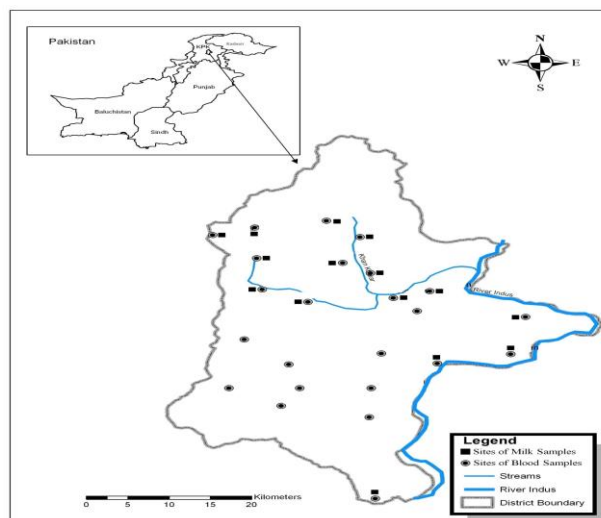 Pakistan
KPK
Punjab
Baluchistan
Sindh
N
W E
S
River Indus
Legend
Sites of Milk Samples
Sites of Blood Samples
Streams
River Indus
District Boundary
Kilometers
0 5 10 15 20